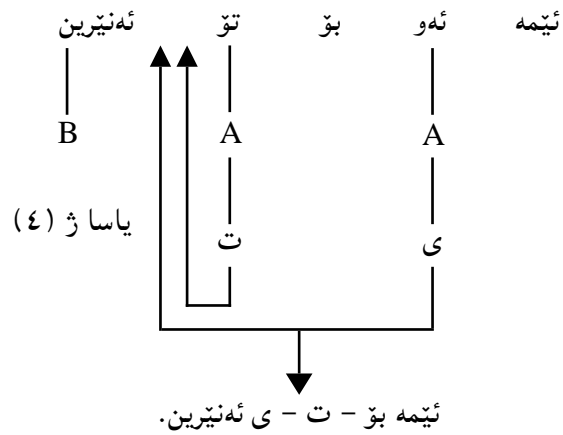 ئێمە ئەو بۆ تۆ ئەنێرین
A A B
ی ت
یاسا ژ (٤)
ئێمە بۆ - ت - ی ئەنێرین.